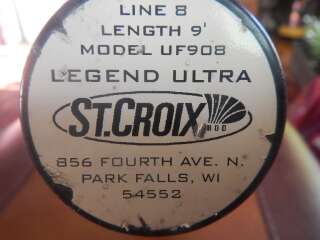 LINE 8
LENGTH 9'
MODEL UF908
LEGEND ULTRA
ST.CROIX
ROD
856 FOURTH AVE. N.
PARK FALLS, WI
54552